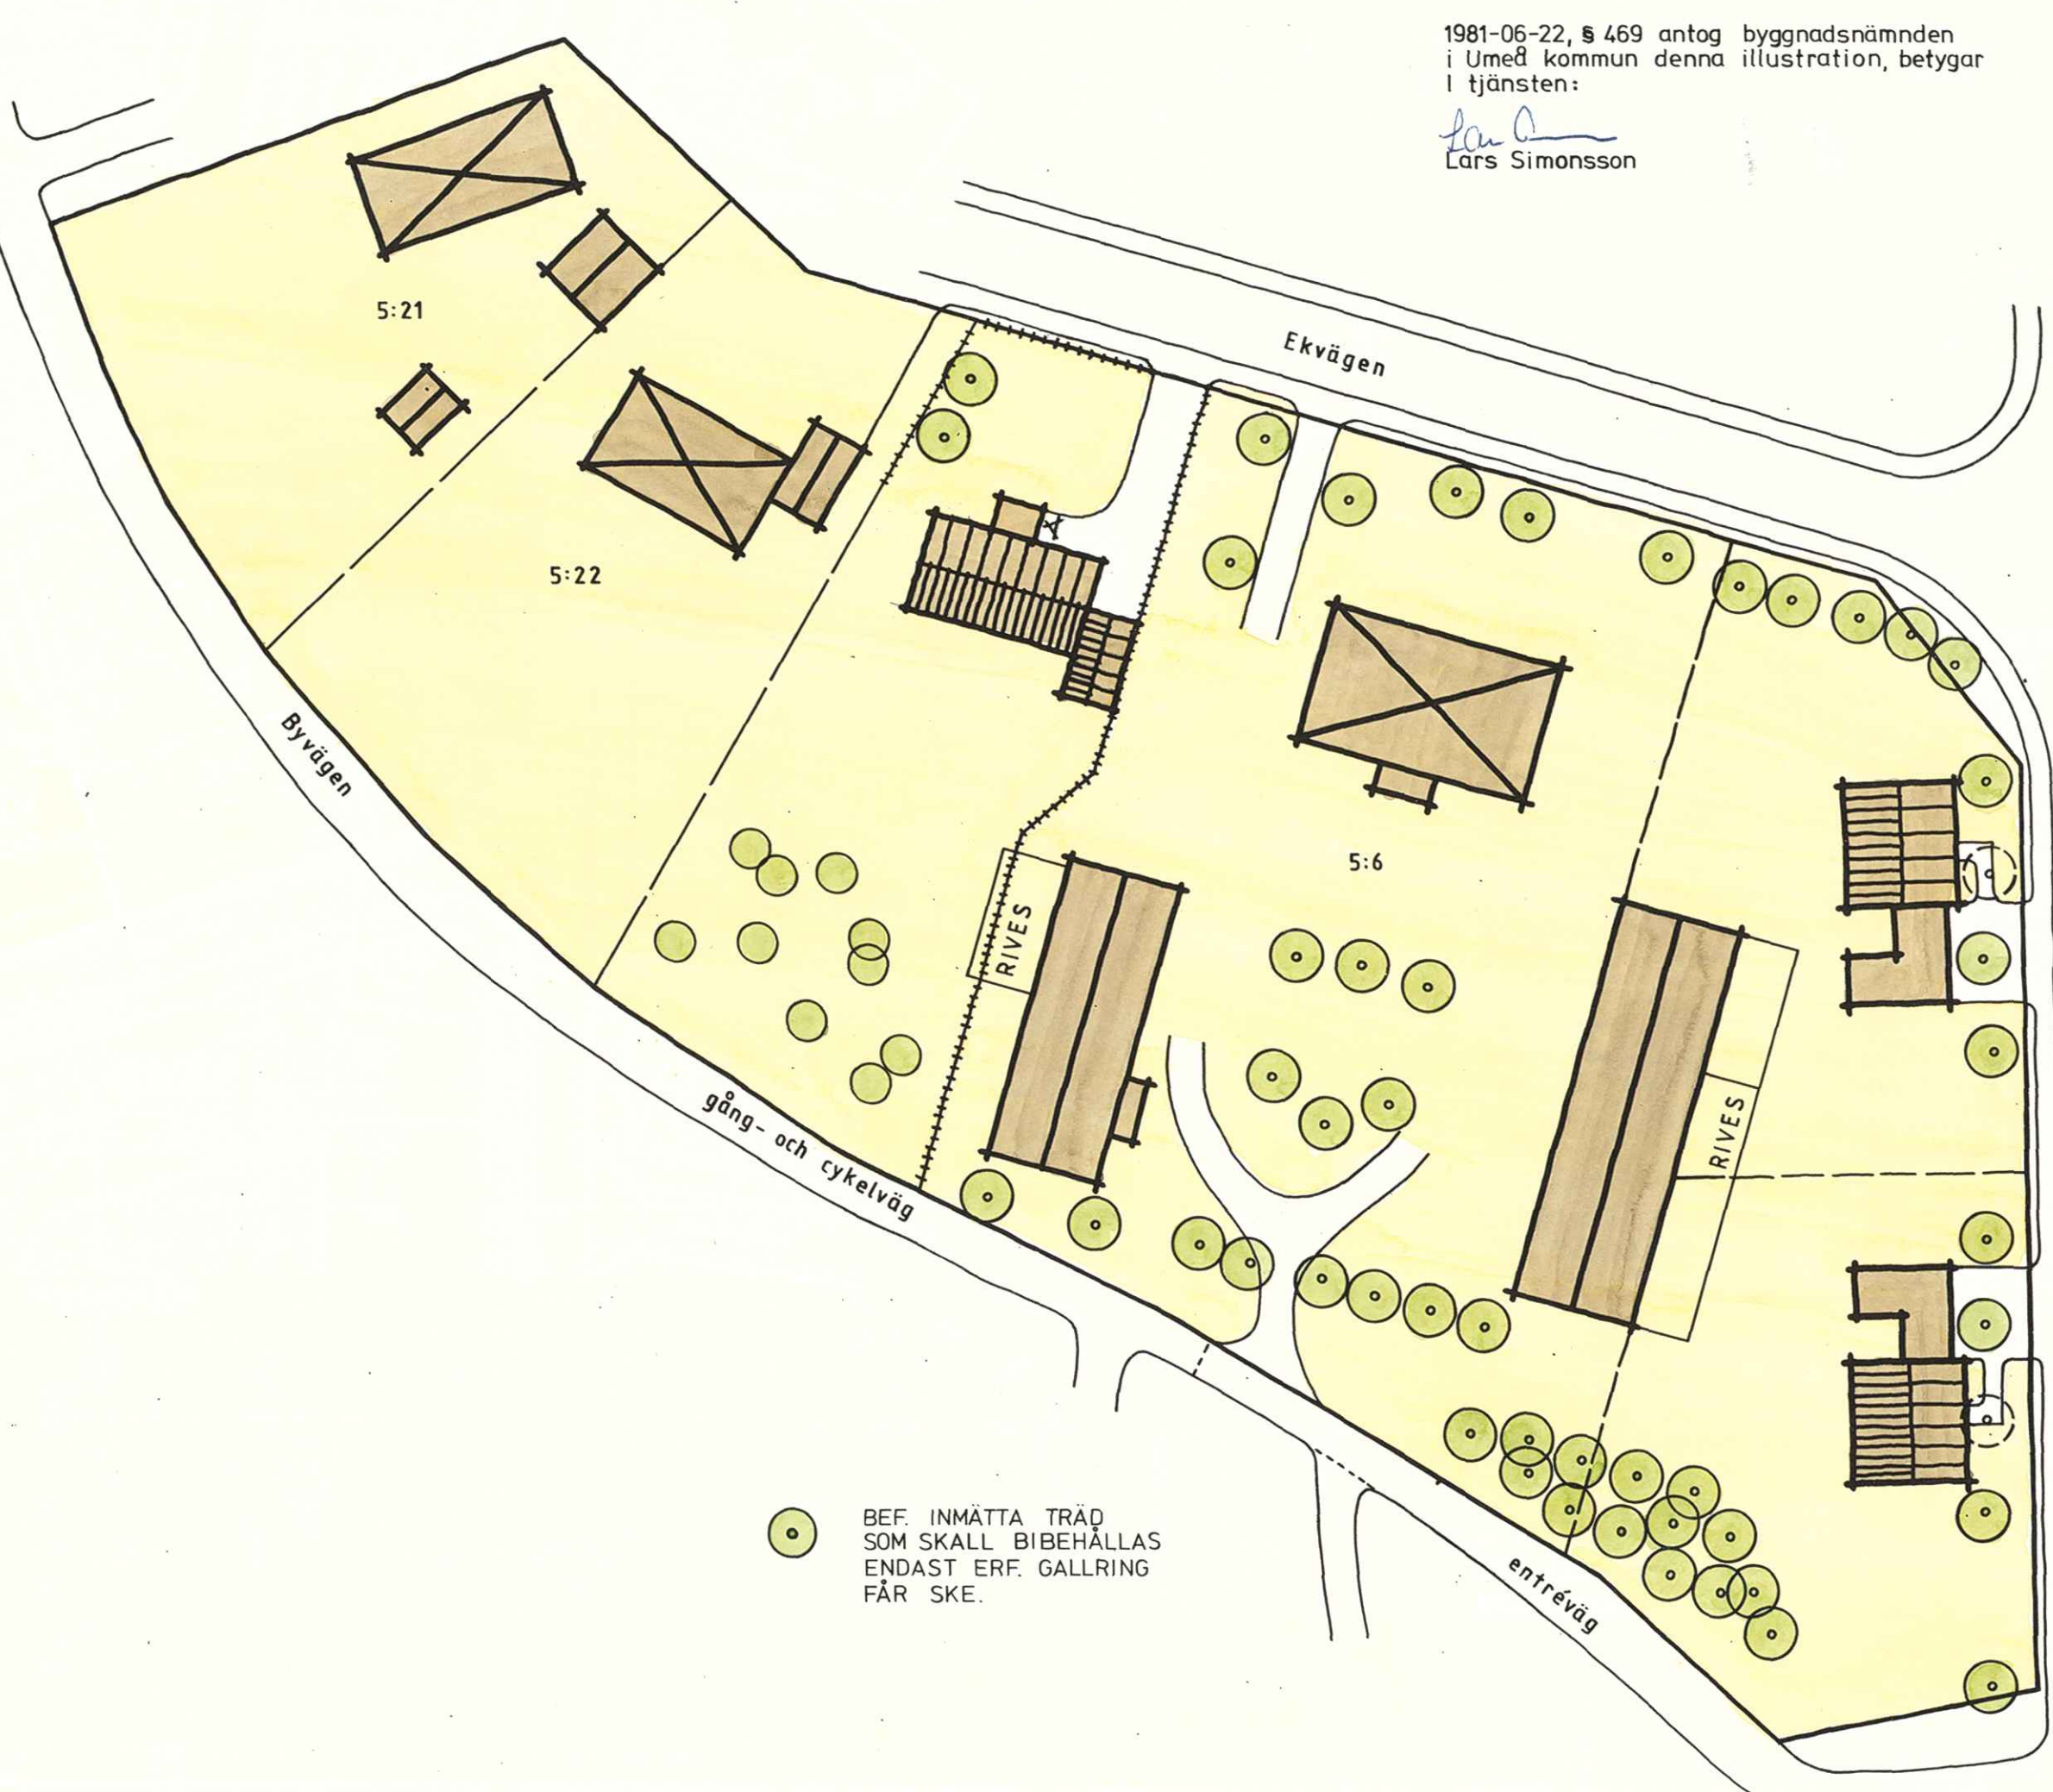 1981-06-22, § 469 antog byggnadsnämnden
i Umeå kommun denna illustration, betygar
I tjänsten:
Lars Simonsson
Ekvägen
5:21
5:22
Byvägen
5:6
RIVES
RIVES
gång- och cykelväg
entréväg
BEF. INMÄTTA TRÄD
SOM SKALL BIBEHÅLLAS
ENDAST ERF. GALLRING
FÅR SKE.